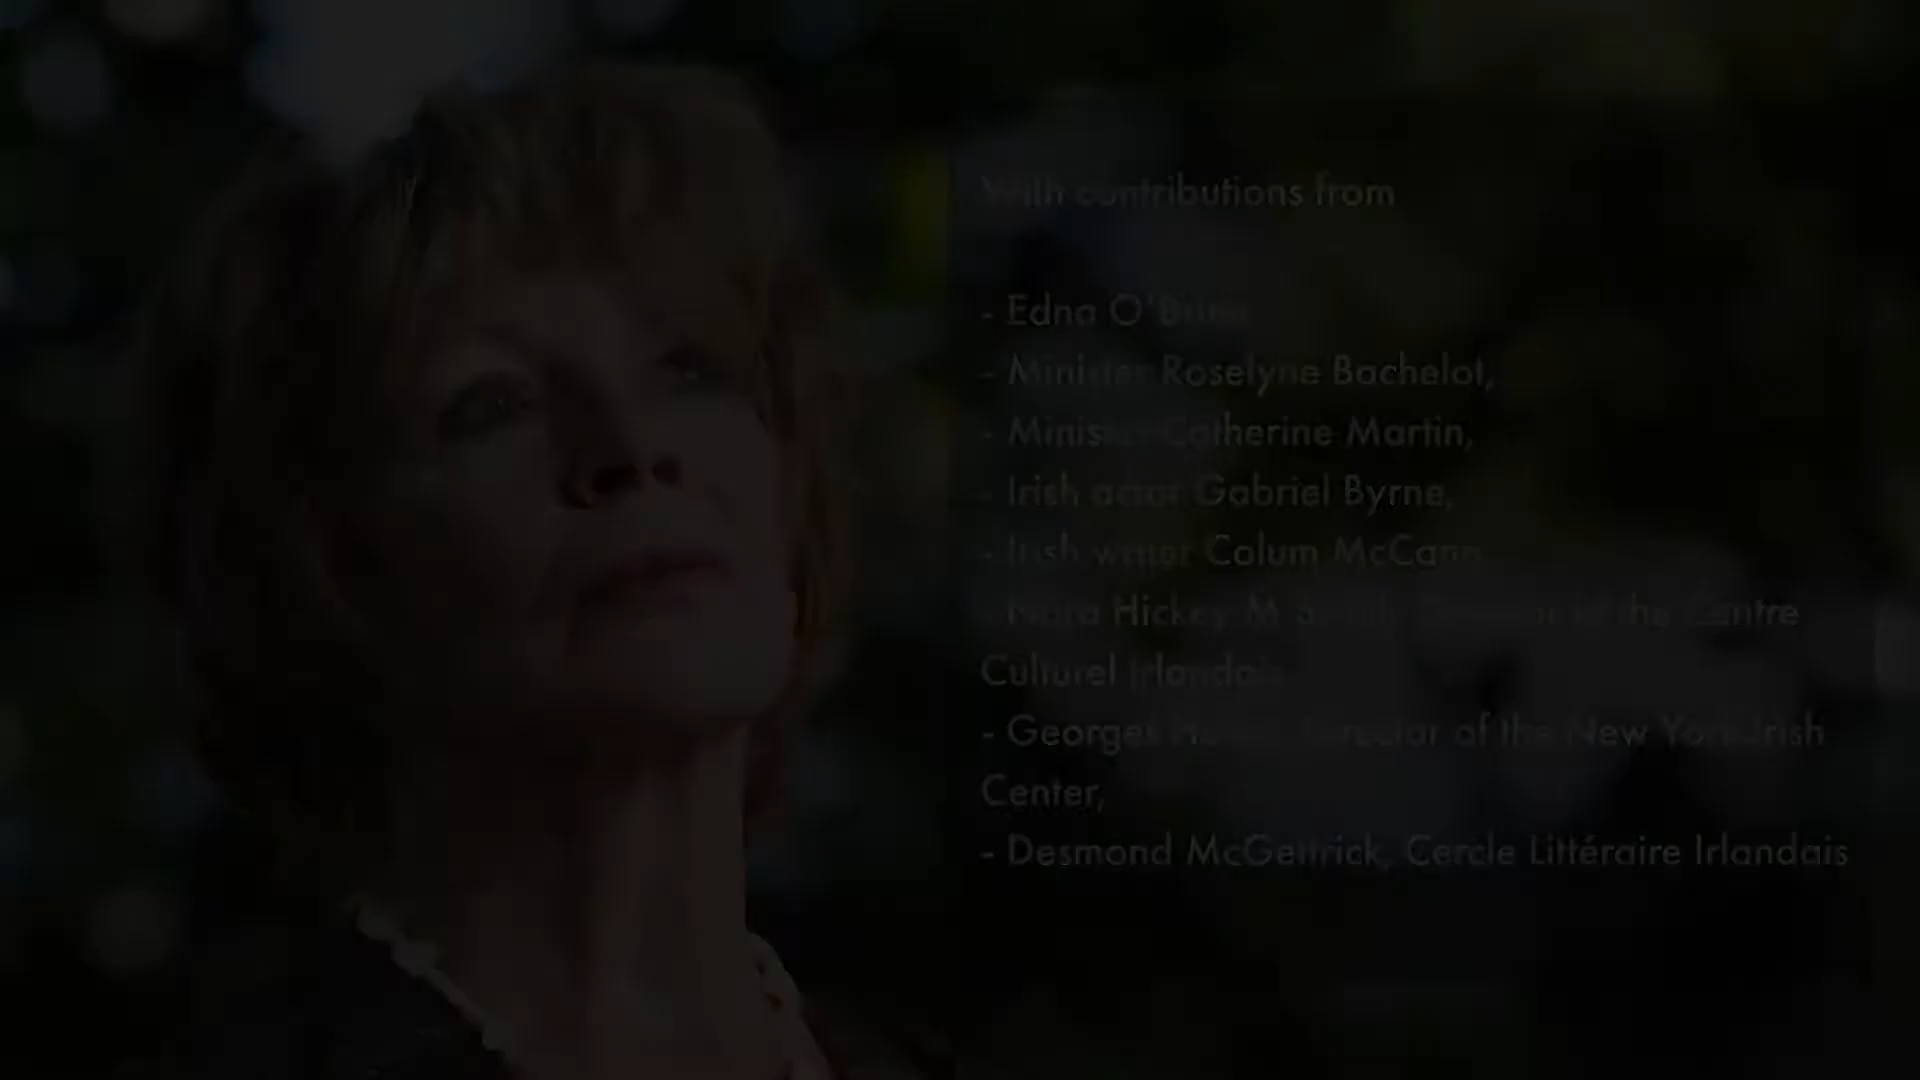 With contributions from
- Edna O'Brien
- Minister Roselyne Bachelot,
- Minister Catherine Martin,
- Irish actor Gabriel Byrne,
- Irish writer Colum McCann
- Nora Hickey M'Sichili, Director of the Centre
Culturel Irlandais
- Georges Director of the New York Irish
Center,
- Desmond McGettrick, Cercle Littéraire Irlandais